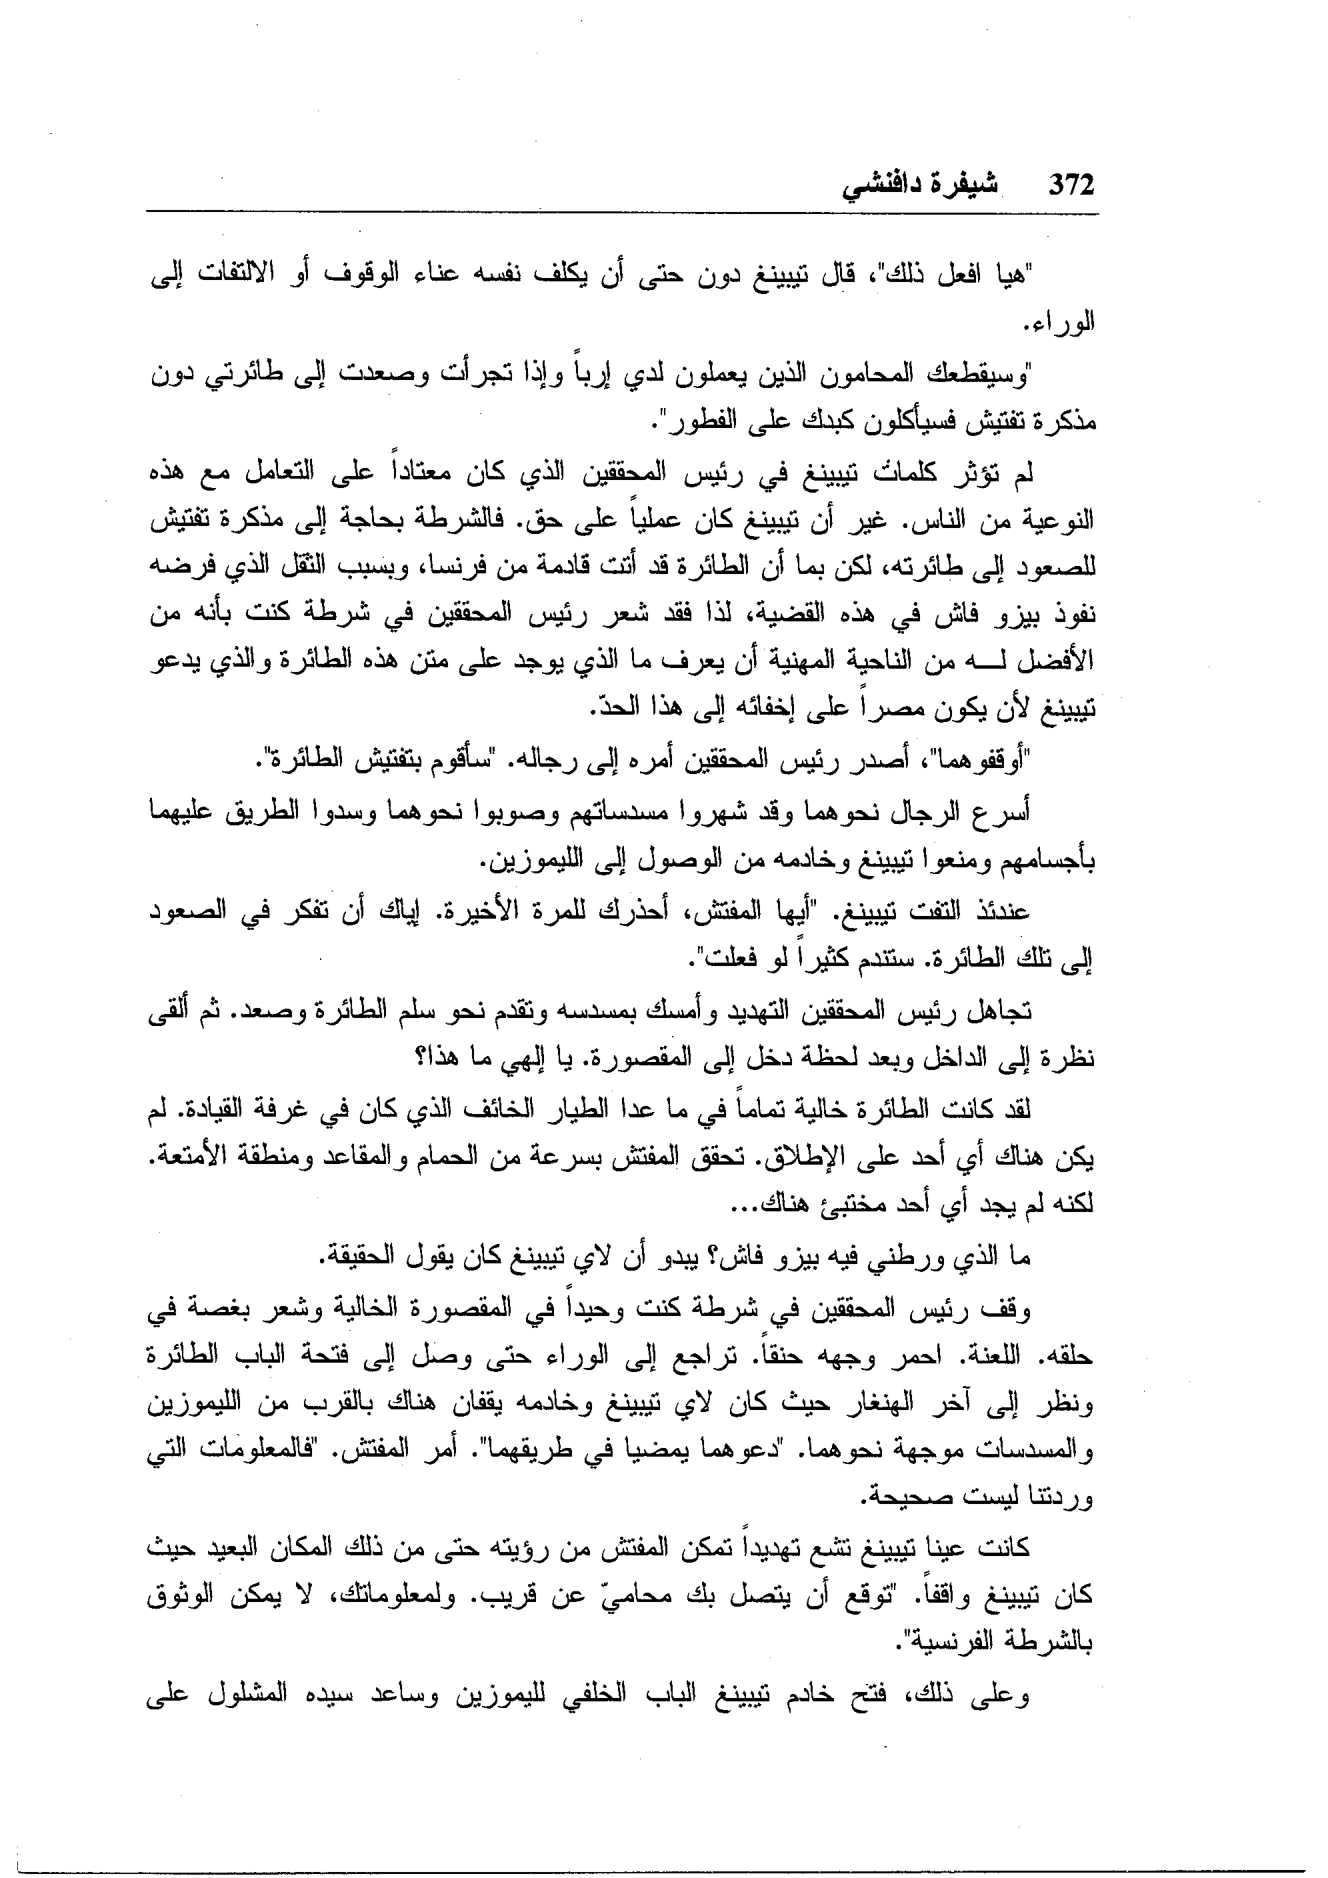 372 شيفرة دافنشي
"هيا افعل ذلك"، قال تيبينغ دون حتى أن يكلف نفسه عناء الوقوف أو الالتفات إلى
الوراء.
"وسيقطعك المحامون الذين يعملون لدي إرباً وإذا تجرأت وصعدت إلى طائرتي دون
مذكرة تفتيش فسيأكلون كبدك على الفطور".
لم تؤثر كلمات تيبينغ في رئيس المحققين الذي كان معتاداً على التعامل مع هذه
النوعية من الناس. غير أن تيبينغ كان عملياً على حق. فالشرطة بحاجة إلى مذكرة تفتيش
للصعود إلى طائرته، لكن بما أن الطائرة قد أتت قادمة من فرنسا، وبسبب الثقل الذي فرضه
نفوذ بيزو فاش في هذه القضية، لذا فقد شعر رئيس المحققين في شرطة كنت بأنه من
الأفضل لـــه من الناحية المهنية أن يعرف ما الذي يوجد على متن هذه الطائرة والذي يدعو
تيبينغ لأن يكون مصراً على إخفائه إلى هذا الحدّ.
"أوقفوهما"، أصدر رئيس المحققين أمره إلى رجاله. "سأقوم بتفتيش الطائرة".
أسرع الرجال نحوهما وقد شهروا مسدساتهم وصوبوا نحوهما وسدوا الطريق عليهما
بأجسامهم ومنعوا تيبينغ وخادمه من الوصول إلى الليموزين.
عندئذ التفت تيبينغ. "أيها المفتش، أحذرك للمرة الأخيرة. إياك أن تفكر في الصعود
إلى تلك الطائرة. ستندم كثيراً لو فعلت".
تجاهل رئيس المحققين التهديد وأمسك بمسدسه وتقدم نحو سلم الطائرة وصعد. ثم ألقى
نظرة إلى الداخل وبعد لحظة دخل إلى المقصورة. يا إلهي ما هذا؟
لقد كانت الطائرة خالية تماماً في ما عدا الطيار الخائف الذي كان في غرفة القيادة. لم
يكن هناك أي أحد على الإطلاق. تحقق المفتش بسرعة من الحمام والمقاعد ومنطقة الأمتعة.
لكنه لم يجد أي أحد مختبئ هناك...
ما الذي ورطني فيه بيزو فاش؟ يبدو أن لاي تيبينغ كان يقول الحقيقة.
وقف رئيس المحققين في شرطة كنت وحيداً في المقصورة الخالية وشعر بغصة في
حلقه. اللعنة. احمر وجهه حنقاً. تراجع إلى الوراء حتى وصل إلى فتحة الباب الطائرة
ونظر إلى آخر الهنغار حيث كان لاي تيبينغ وخادمه يقفان هناك بالقرب من الليموزين
والمسدسات موجهة نحوهما. "دعوهما يمضيا في طريقهما". أمر المفتش. "فالمعلومات التي
وردتنا ليست صحيحة.
كانت عينا تيبينغ تشع تهديداً تمكن المفتش من رؤيته حتى من ذلك المكان البعيد حيث
كان تيبينغ واقفاً. "توقع أن يتصل بك محاميّ عن قريب. ولمعلوماتك، لا يمكن الوثوق
بالشرطة الفرنسية".
وعلى ذلك، فتح خادم تيبينغ الباب الخلفي لليموزين وساعد سيده المشلول على